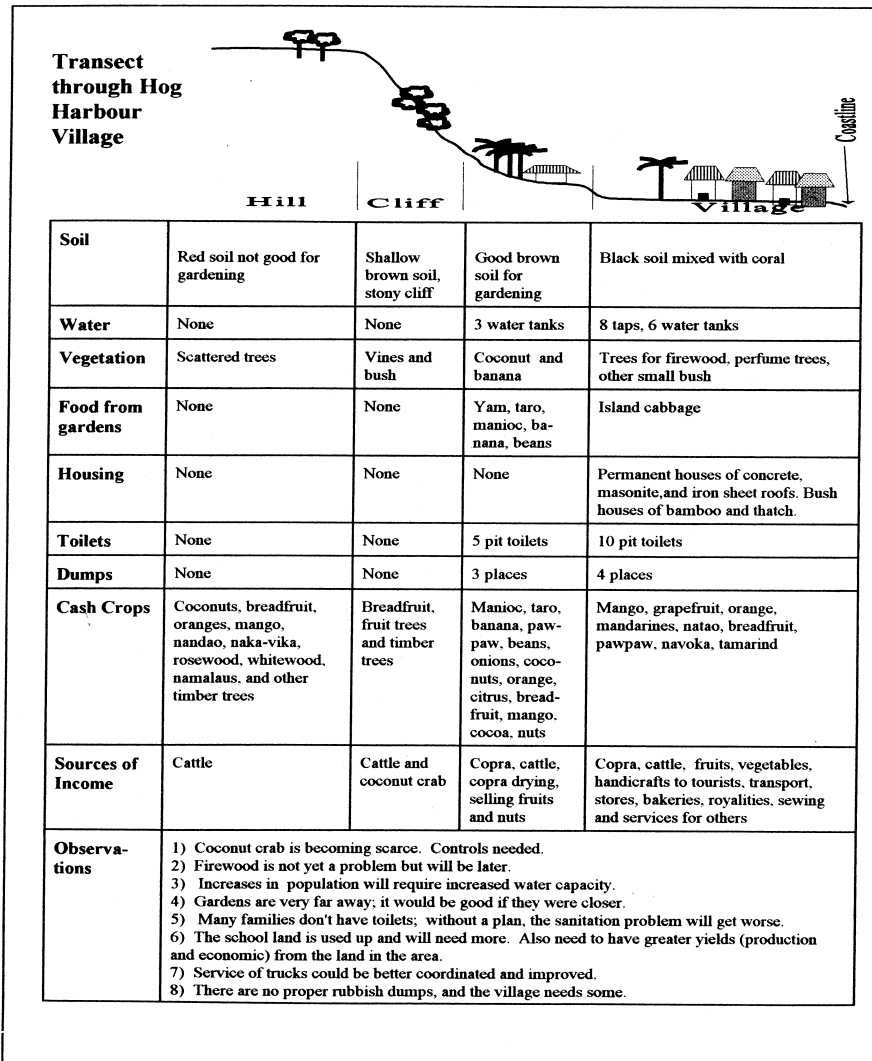 Transect
through Hog
Harbour
Village
Coastline
Hill
Cliff
Village
Soil
Red soil not good for
gardening
Shallow
brown soil,
stony cliff
Good brown
soil for
gardening
Black soil mixed with coral
Water
None
None
3 water tanks
8 taps, 6 water tanks
Vegetation
Scattered trees
Vines and
bush
Coconut and
banana
Trees for firewood, perfume trees,
other small bush
Food from
gardens
None
None
Yam, taro,
manioc, ba-
nana, beans
Island cabbage
Housing
None
None
None
Permanent houses of concrete,
masonite,and iron sheet roofs. Bush
houses of bamboo and thatch.
Toilets
None
None
5 pit toilets
10 pit toilets
Dumps
None
None
3 places
4 places
Cash Crops
Coconuts, breadfruit,
oranges, mango,
nandao, naka-vika,
rosewood, whitewood,
namalaus, and other
timber trees
Breadfruit,
fruit trees
and timber
trees
Manioc, taro,
banana, paw-
paw, beans,
onions, coco-
nuts, orange,
citrus, bread-
fruit, mango,
cocoa, nuts
Mango, grapefruit, orange,
mandarines, natao, breadfruit,
pawpaw, navoka, tamarind
Sources of
Income
Cattle
Cattle and
coconut crab
Copra, cattle,
copra drying,
selling fruits
and nuts
Copra, cattle, fruits, vegetables,
handicrafts to tourists, transport,
stores, bakeries, royalities, sewing
and services for others
Observa-
tions
1) Coconut crab is becoming scarce. Controls needed.
2) Firewood is not yet a problem but will be later.
3) Increases in population will require increased water capacity.
4) Gardens are very far away; it would be good if they were closer.
5) Many families don't have toilets; without a plan, the sanitation problem will get worse.
6) The school land is used up and will need more. Also need to have greater yields (production
and economic) from the land in the area.
7) Service of trucks could be better coordinated and improved.
8) There are no proper rubbish dumps, and the village needs some.